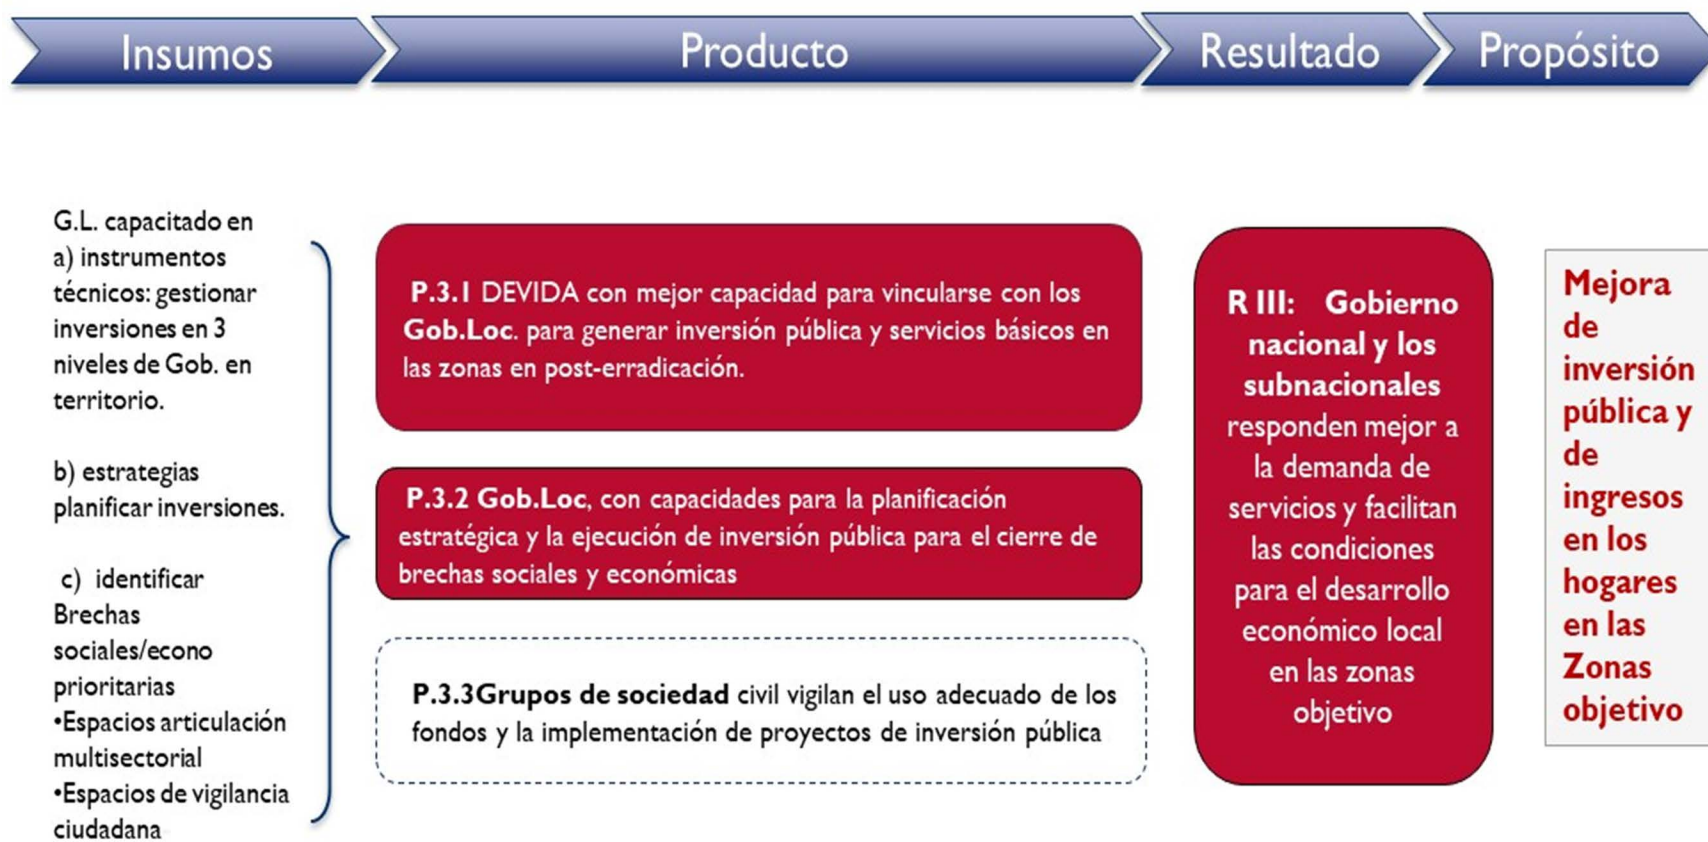 Insumos
Producto
Resultado
Propósito
G.L. capacitado en
a) instrumentos
técnicos: gestionar
inversiones en 3
niveles de Gob. en
territorio.
b) estrategias
planificar inversiones.
c) identificar
Brechas
sociales/econo
prioritarias
•Espacios articulación
multisectorial
•Espacios de vigilancia
ciudadana
P.3.1 DEVIDA con mejor capacidad para vincularse con los
Gob.Loc. para generar inversión pública y servicios básicos en
las zonas en post-erradicación.
P.3.2 Gob.Loc, con capacidades para la planificación
estratégica y la ejecución de inversión pública para el cierre de
brechas sociales y económicas
P.3.3Grupos de sociedad civil vigilan el uso adecuado de los
fondos y la implementación de proyectos de inversión pública
R III: Gobierno
nacional y los
subnacionales
responden mejor a
la demanda de
servicios y facilitan
las condiciones
para el desarrollo
económico local
en las zonas
objetivo
Mejora
de
inversión
pública y
de
ingresos
en los
hogares
en las
Zonas
objetivo